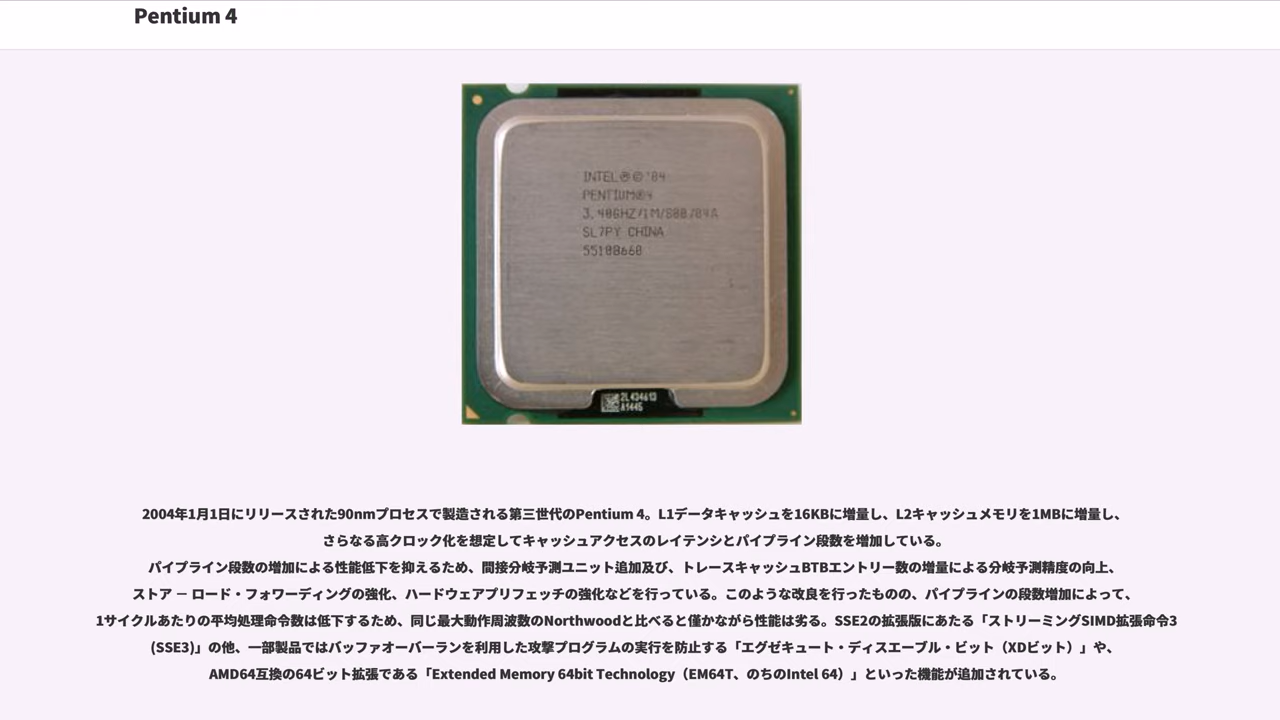 Pentium 4
INTEL®©'04
PENTIUM®4
3.40GHZ/1M/800/04A
SL7PY CHINA
5510B660
2L434613
A1445
2004年1月1日にリリースされた90nmプロセスで製造される第三世代のPentium 4。L1データキャッシュを16KBに増量し、L2キャッシュメモリを1MBに増量し、
さらなる高クロック化を想定してキャッシュアクセスのレイテンシとパイプライン段数を増加している。
パイプライン段数の増加による性能低下を抑えるため、間接分岐予測ユニット追加及び、トレースキャッシュBTBエントリー数の増量による分岐予測精度の向上、
ストア － ロード・フォワーディングの強化、ハードウェアプリフェッチの強化などを行っている。このような改良を行ったものの、パイプラインの段数増加によって、
1サイクルあたりの平均処理命令数は低下するため、同じ最大動作周波数のNorthwoodと比べると僅かながら性能は劣る。SSE2の拡張版にあたる「ストリーミングSIMD拡張命令3
(SSE3)」の他、一部製品ではバッファオーバーランを利用した攻撃プログラムの実行を防止する「エグゼキュート・ディスエーブル・ビット（XDビット）」や、
AMD64互換の64ビット拡張である「Extended Memory 64bit Technology（EM64T、のちのIntel 64）」といった機能が追加されている。